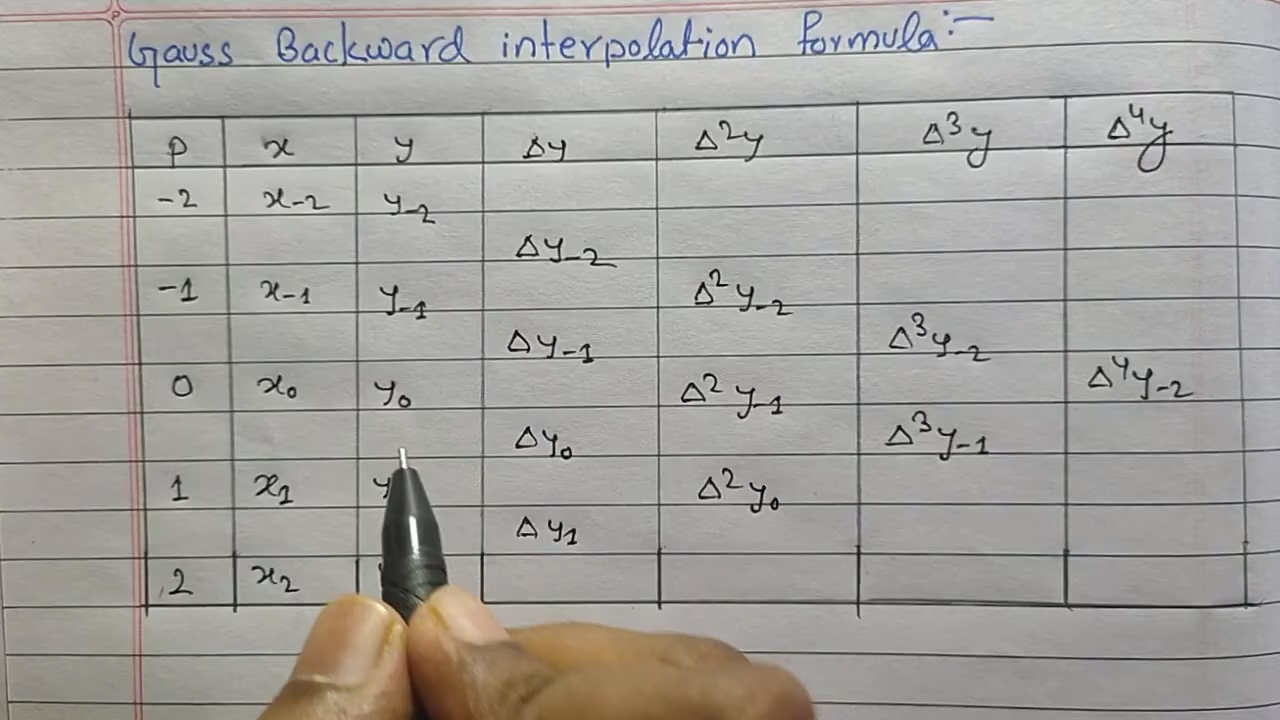 Gauss Backward interpolation formula:-
p x y Δy Δ²y Δ³y Δ⁴y
-2 x₋₂ y₋₂
Δy₋₂
-1 x₋₁ y₋₁ Δ²y₋₂
Δy₋₁ Δ³y₋₂
0 x₀ y₀ Δ²y₋₁ Δ⁴y₋₂
Δy₀ Δ³y₋₁
1 x₁ y Δ²y₀
Δy₁
2 x₂